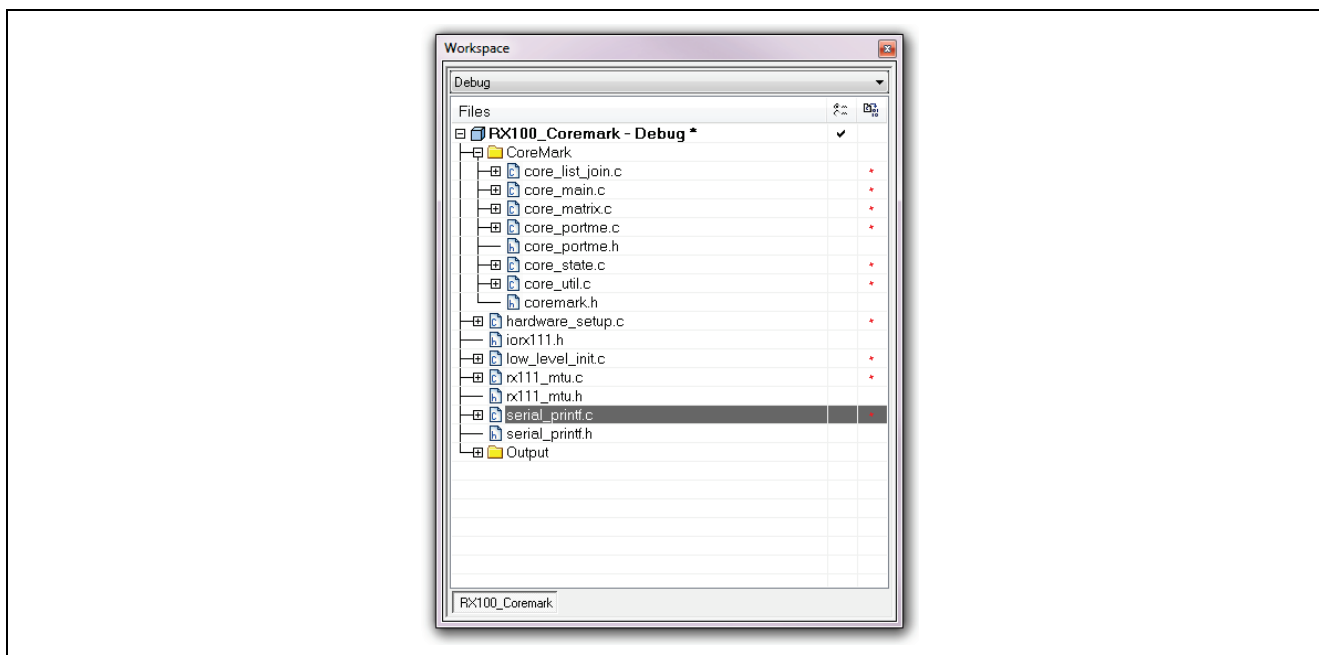 Workspace
Debug
Files
RX100_Coremark - Debug *
CoreMark
core_list_join.c
core_main.c
core_matrix.c
core_portme.c
core_portme.h
core_state.c
core_util.c
coremark.h
hardware_setup.c
iorx111.h
low_level_init.c
rx111_mtu.c
rx111_mtu.h
serial_printf.c
serial_printf.h
Output
RX100_Coremark